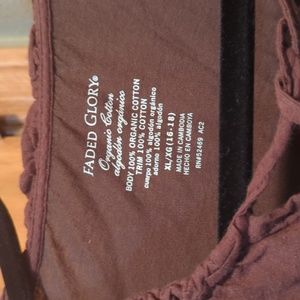 FADED GLORY®
Organic Cotton
algodón orgánico
BODY 100% ORGANIC COTTON
TRIM 100% COTTON
cuerpo 100% algodón orgánico
adorno 100% algodón
XL/XG (16-18)
MADE IN CAMBODIA
HECHO EN CAMBOYA
RN#52469 AC2